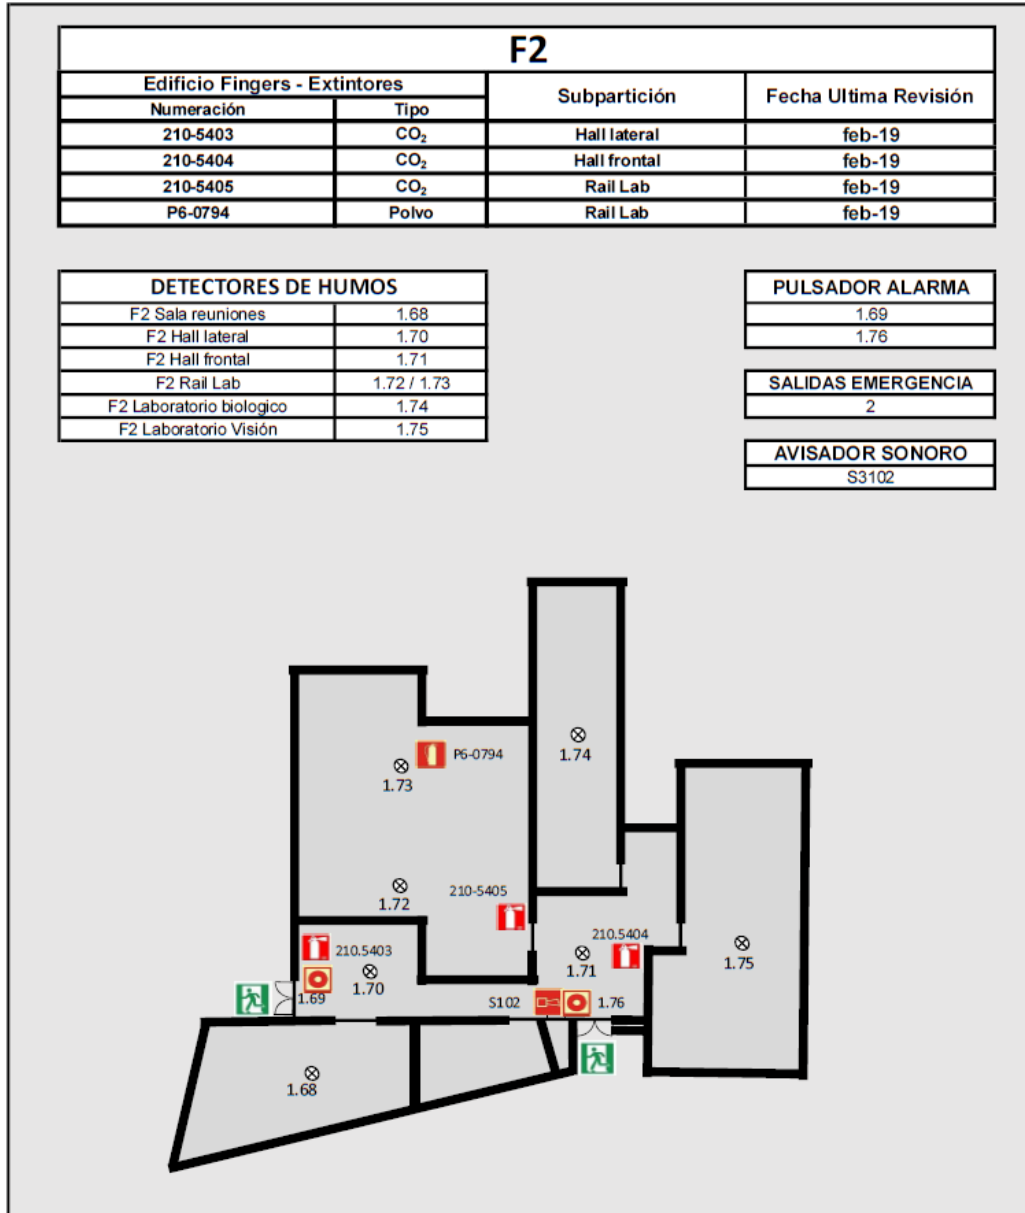 F2
Edificio Fingers - Extintores Subpartición Fecha Ultima Revisión
Numeración Tipo
210-5403 CO₂ Hall lateral feb-19
210-5404 CO₂ Hall frontal feb-19
210-5405 CO₂ Rail Lab feb-19
P6-0794 Polvo Rail Lab feb-19
DETECTORES DE HUMOS
F2 Sala reuniones 1.68
F2 Hall lateral 1.70
F2 Hall frontal 1.71
F2 Rail Lab 1.72 / 1.73
F2 Laboratorio biologico 1.74
F2 Laboratorio Visión 1.75
PULSADOR ALARMA
1.69
1.76
SALIDAS EMERGENCIA
2
AVISADOR SONORO
S3102
P6-0794
1.74
1.73
210-5405
1.72
210.5404
210.5403
1.71
1.75
1.70
1.69
S102
1.76
1.68